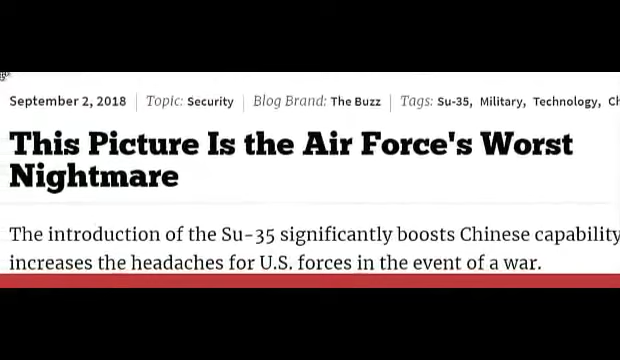 September 2, 2018 | Topic: Security | Blog Brand: The Buzz | Tags: Su-35, Military, Technology,
This Picture Is the Air Force's Worst
Nightmare
The introduction of the Su-35 significantly boosts Chinese capability
increases the headaches for U.S. forces in the event of a war.